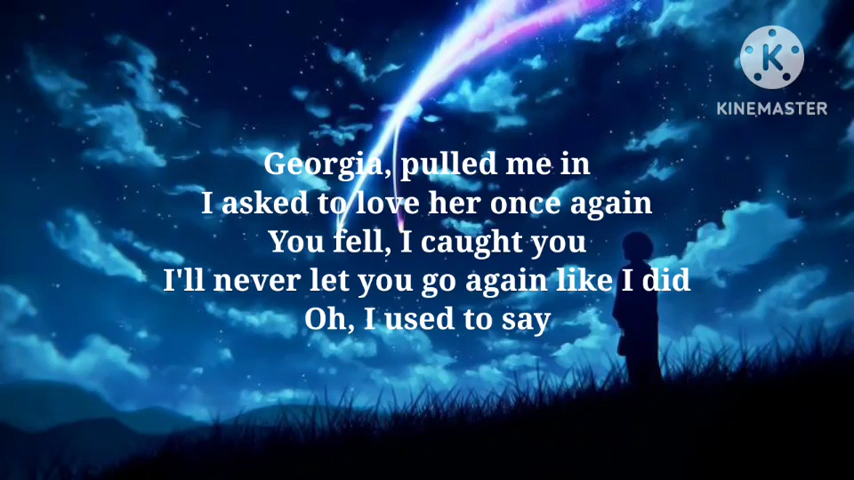 KINEMASTER
Georgia, pulled me in
I asked to love her once again
You fell, I caught you
I'll never let you go again like I did
Oh, I used to say